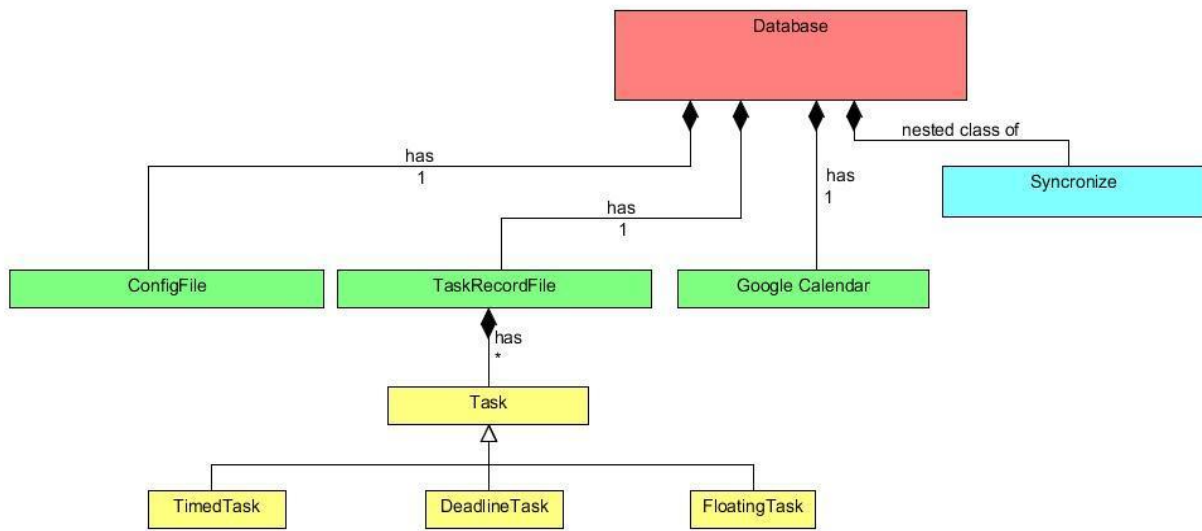 Database
nested class of
has
1
Syncronize
has
1
has
1
ConfigFile
TaskRecordFile
Google Calendar
has
*
Task
TimedTask
DeadlineTask
FloatingTask